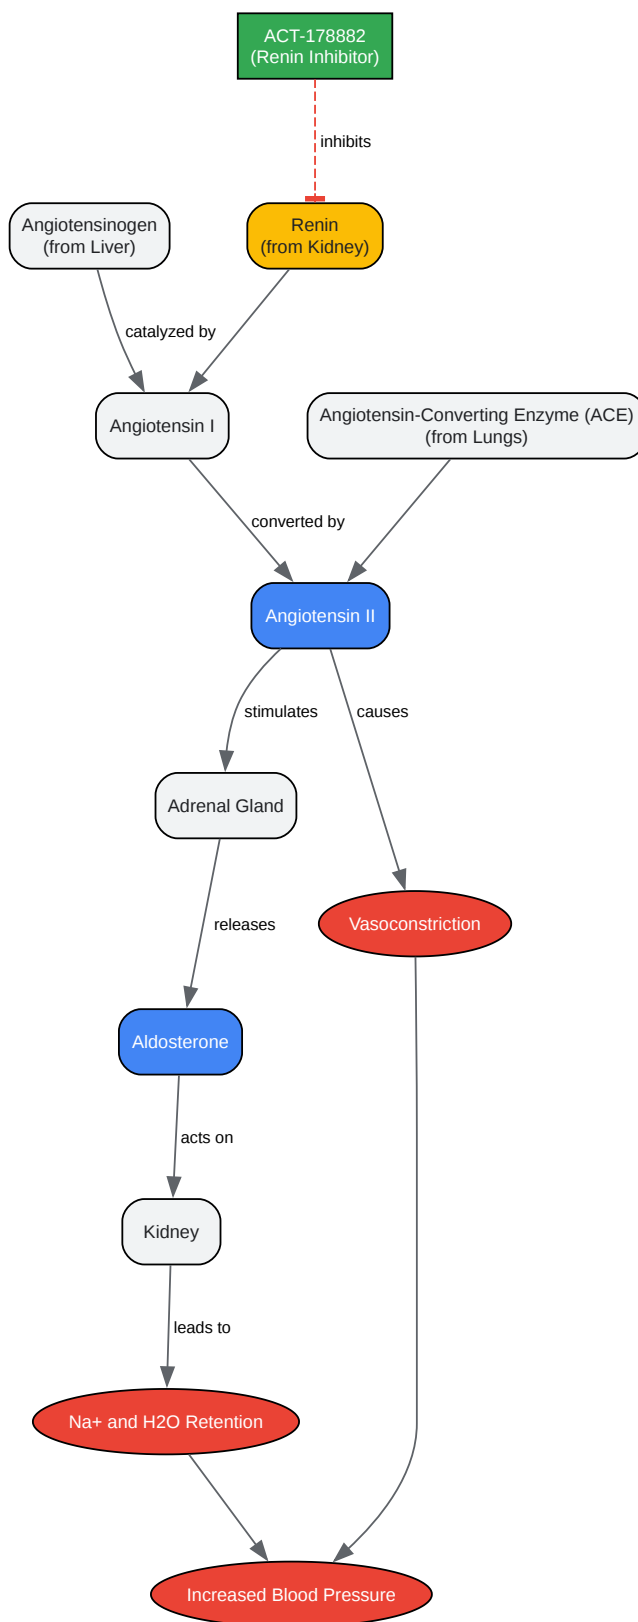 ACT-178882
(Renin Inhibitor)
inhibits
Angiotensinogen
(from Liver)
Renin
(from Kidney)
catalyzed by
Angiotensin I
Angiotensin-Converting Enzyme (ACE)
(from Lungs)
converted by
Angiotensin II
stimulates
causes
Adrenal Gland
releases
Vasoconstriction
Aldosterone
acts on
Kidney
leads to
Na+ and H2O Retention
Increased Blood Pressure